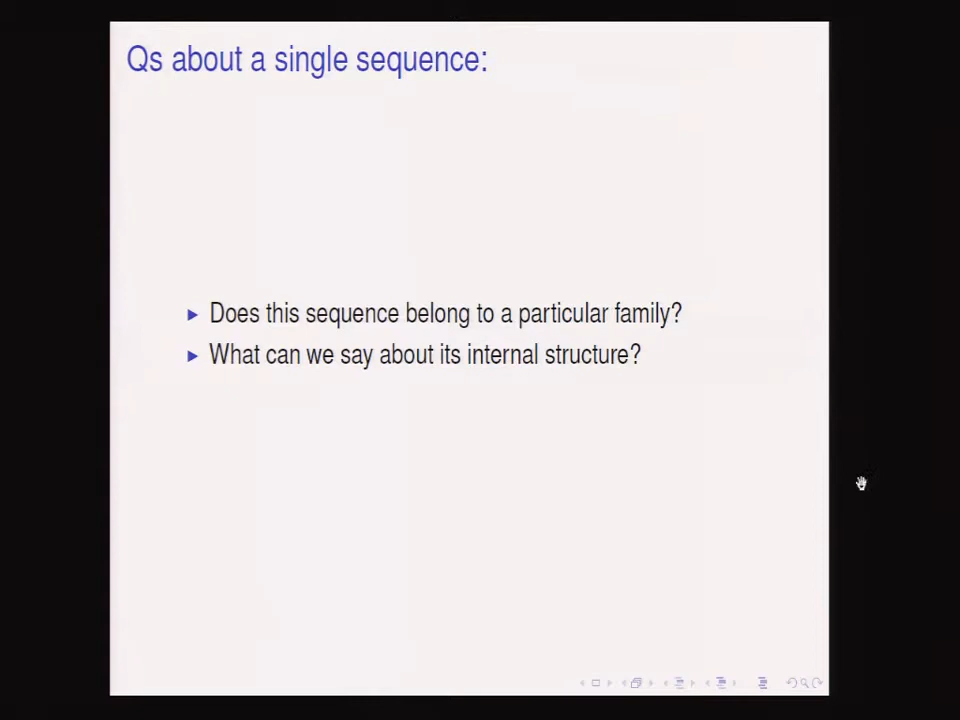 Qs about a single sequence:
Does this sequence belong to a particular family?
What can we say about its internal structure?